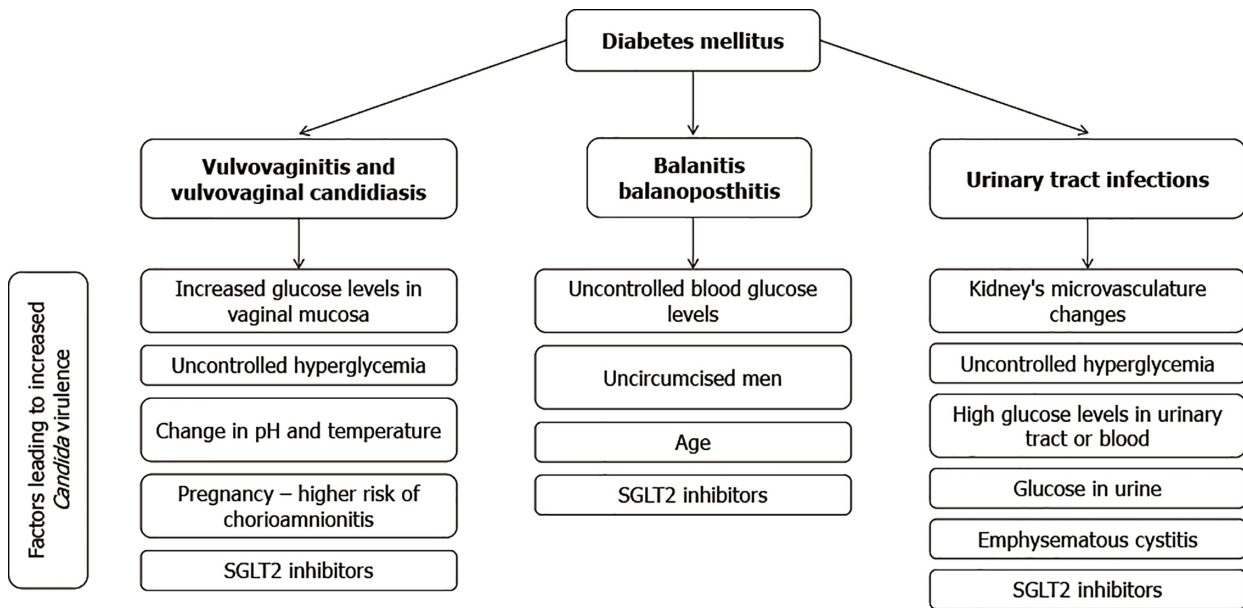 Diabetes mellitus
Vulvovaginitis and
vulvovaginal candidiasis
Balanitis
balanoposthitis
Urinary tract infections
Factors leading to increased
Candida virulence
Increased glucose levels in
vaginal mucosa
Uncontrolled hyperglycemia
Change in pH and temperature
Pregnancy – higher risk of
chorioamnionitis
SGLT2 inhibitors
Uncontrolled blood glucose
levels
Uncircumcised men
Age
SGLT2 inhibitors
Kidney's microvasculature
changes
Uncontrolled hyperglycemia
High glucose levels in urinary
tract or blood
Glucose in urine
Emphysematous cystitis
SGLT2 inhibitors